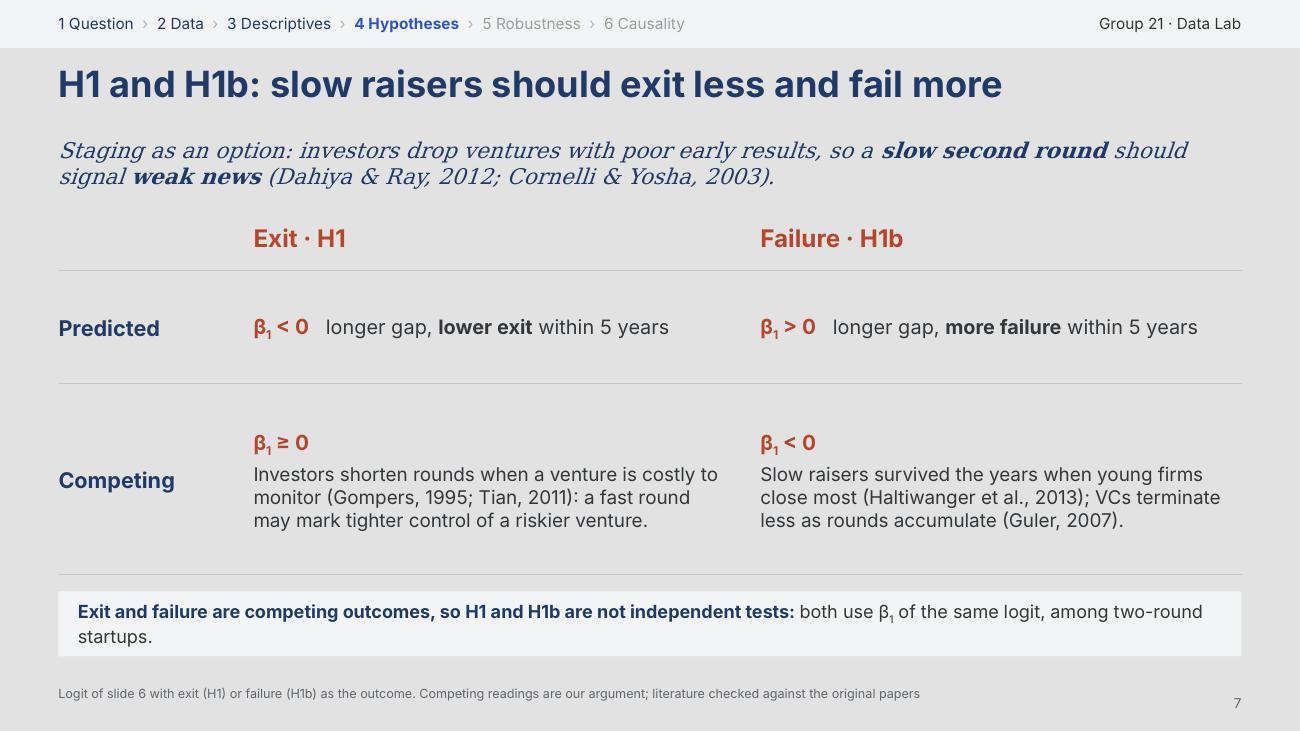 1 Question › 2 Data › 3 Descriptives › 4 Hypotheses › 5 Robustness › 6 Causality
Group 21 · Data Lab
H1 and H1b: slow raisers should exit less and fail more
Staging as an option: investors drop ventures with poor early results, so a slow second round should
signal weak news (Dahiya & Ray, 2012; Cornelli & Yosha, 2003).
Exit · H1
Failure · H1b
Predicted
β₁ < 0 longer gap, lower exit within 5 years
β₁ > 0 longer gap, more failure within 5 years
Competing
β₁ ≥ 0
Investors shorten rounds when a venture is costly to
monitor (Gompers, 1995; Tian, 2011): a fast round
may mark tighter control of a riskier venture.
β₁ < 0
Slow raisers survived the years when young firms
close most (Haltiwanger et al., 2013); VCs terminate
less as rounds accumulate (Guler, 2007).
Exit and failure are competing outcomes, so H1 and H1b are not independent tests: both use β₁ of the same logit, among two-round
startups.
Logit of slide 6 with exit (H1) or failure (H1b) as the outcome. Competing readings are our argument; literature checked against the original papers
7